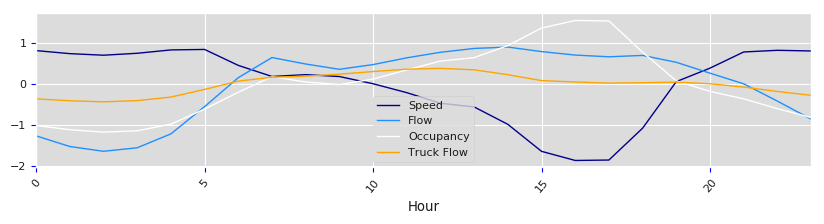 1
0
−1
−2
Speed
Flow
Occupancy
Truck Flow
0
5
10
15
20
Hour